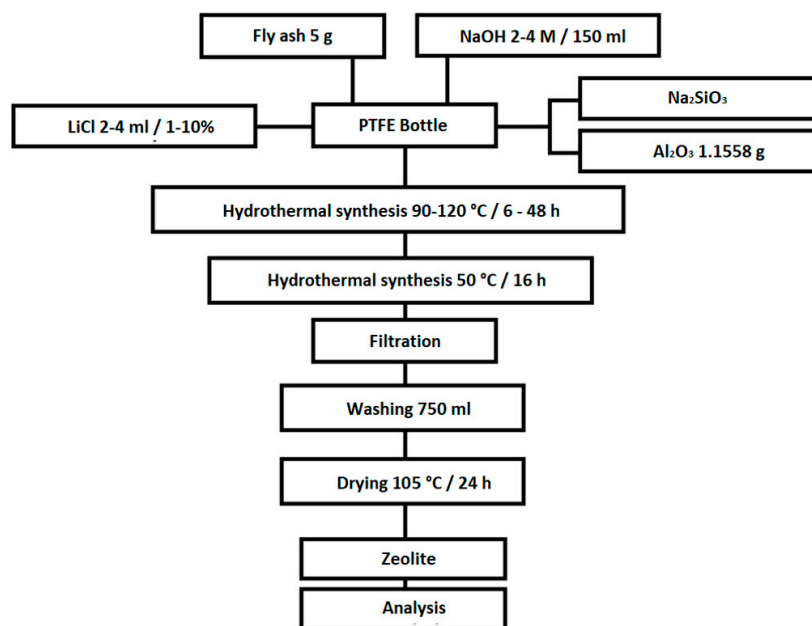 Fly ash 5 g
NaOH 2-4 M / 150 ml
LiCl 2-4 ml / 1-10%
PTFE Bottle
Na₂SiO₃
Al₂O₃ 1.1558 g
Hydrothermal synthesis 90-120 °C / 6 - 48 h
Hydrothermal synthesis 50 °C / 16 h
Filtration
Washing 750 ml
Drying 105 °C / 24 h
Zeolite
Analysis